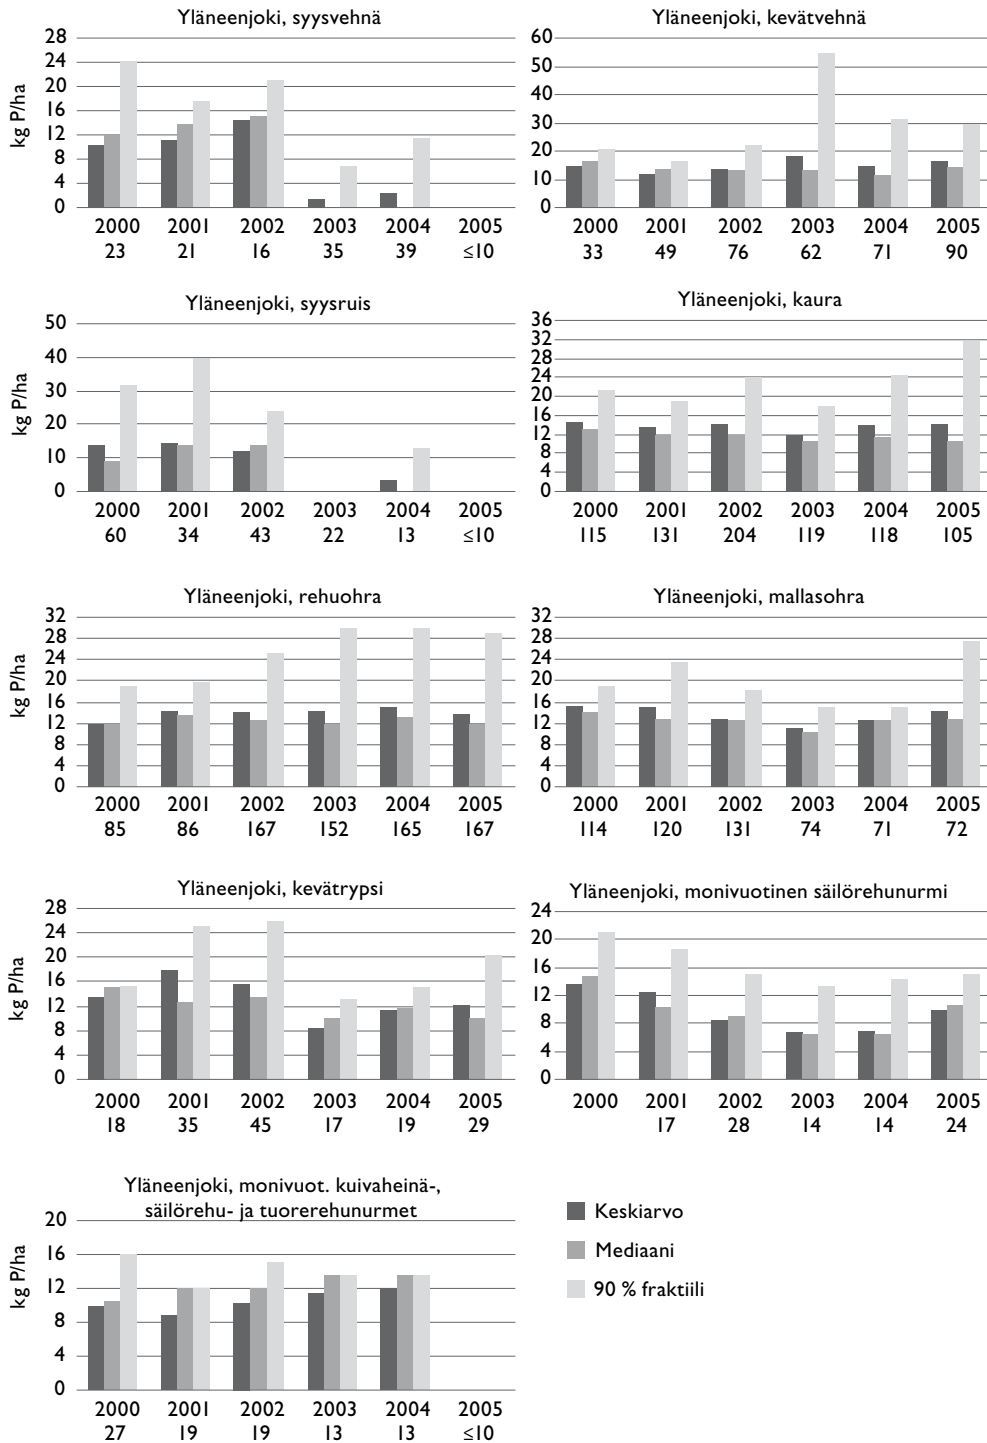 Yläneenjoki, syysvehnä
kg P/ha
28
24
20
16
12
8
4
0
2000 2001 2002 2003 2004 2005
23 21 16 35 39 ≤10
Yläneenjoki, kevätvehnä
60
50
40
30
20
10
0
2000 2001 2002 2003 2004 2005
33 49 76 62 71 90
Yläneenjoki, syysruis
kg P/ha
50
40
30
20
10
0
2000 2001 2002 2003 2004 2005
60 34 43 22 13 ≤10
Yläneenjoki, kaura
36
32
28
24
20
16
12
8
4
0
2000 2001 2002 2003 2004 2005
115 131 204 119 118 105
Yläneenjoki, rehuohra
kg P/ha
32
28
24
20
16
12
8
4
0
2000 2001 2002 2003 2004 2005
85 86 167 152 165 167
Yläneenjoki, mallasohra
32
28
24
20
16
12
8
4
0
2000 2001 2002 2003 2004 2005
114 120 131 74 71 72
Yläneenjoki, kevätrypsi
kg P/ha
28
24
20
16
12
8
4
0
2000 2001 2002 2003 2004 2005
18 35 45 17 19 29
Yläneenjoki, monivuotinen säilörehunurmi
24
20
16
12
8
4
0
2000 2001 2002 2003 2004 2005
17 28 14 14 24
Yläneenjoki, monivuot. kuivaheinä-,
säilörehu- ja tuorerehunurmet
kg P/ha
20
16
12
8
4
0
2000 2001 2002 2003 2004 2005
27 19 19 13 13 ≤10
Keskiarvo
Mediaani
90 % fraktiili